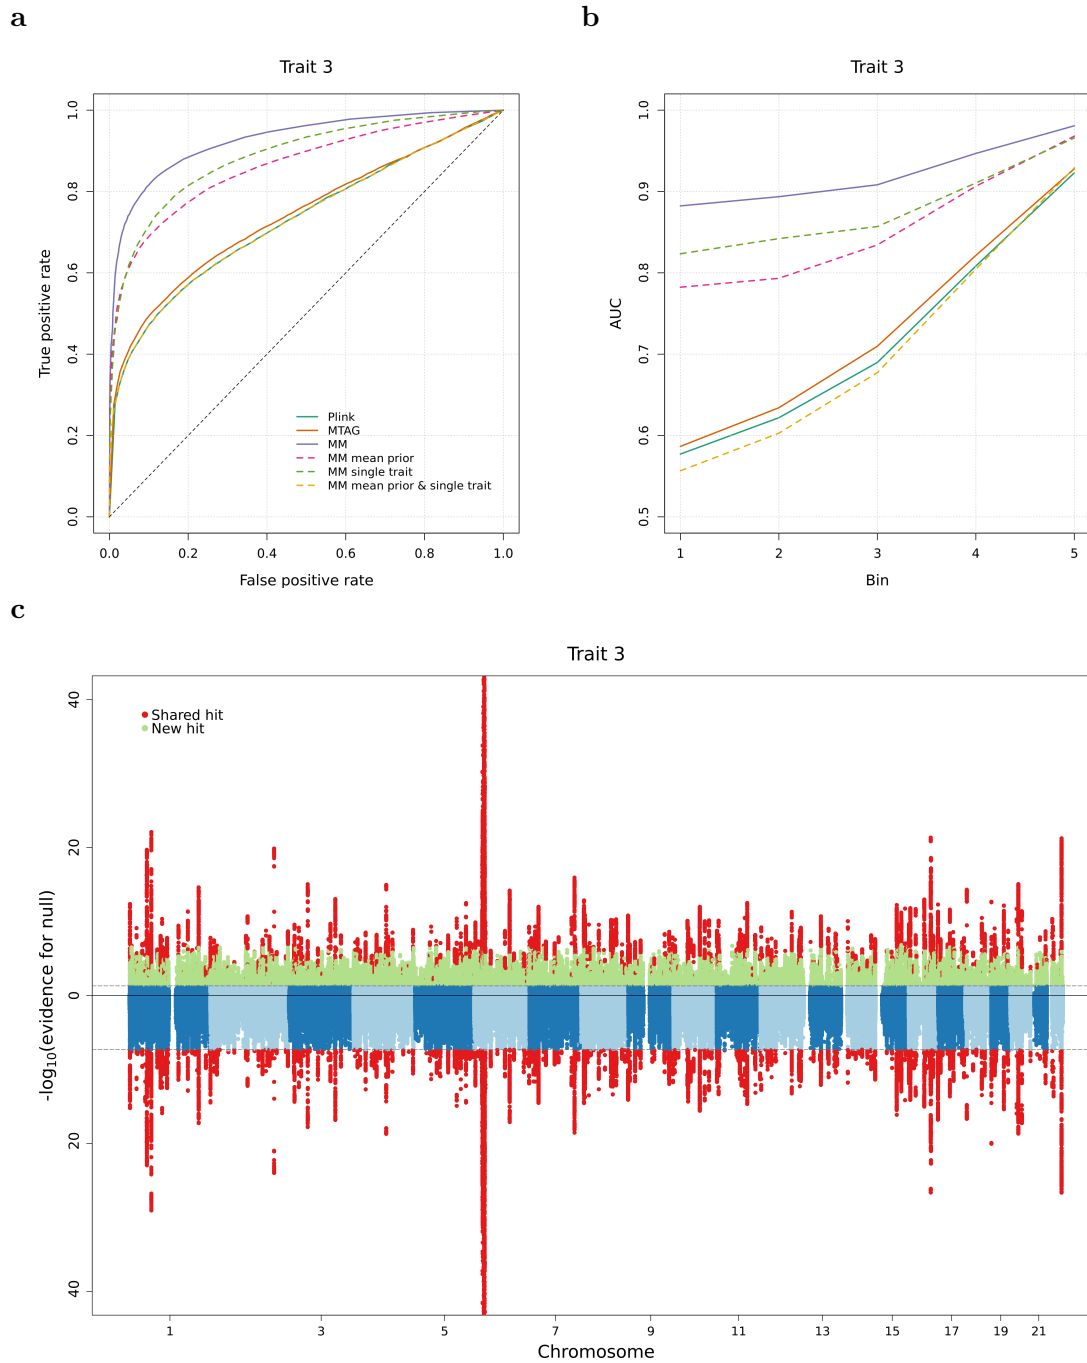 a
Trait 3
True positive rate
0.0
0.2
0.4
0.6
0.8
1.0
Plink
MTAG
MM
MM mean prior
MM single trait
MM mean prior & single trait
0.0 0.2 0.4 0.6 0.8 1.0
False positive rate
b
Trait 3
AUC
0.5
0.6
0.7
0.8
0.9
1.0
1 2 3 4 5
Bin
c
Trait 3
Shared hit
New hit
-log10(evidence for null)
40
20
0
20
40
1 3 5 7 9 11 13 15 17 19 21
Chromosome